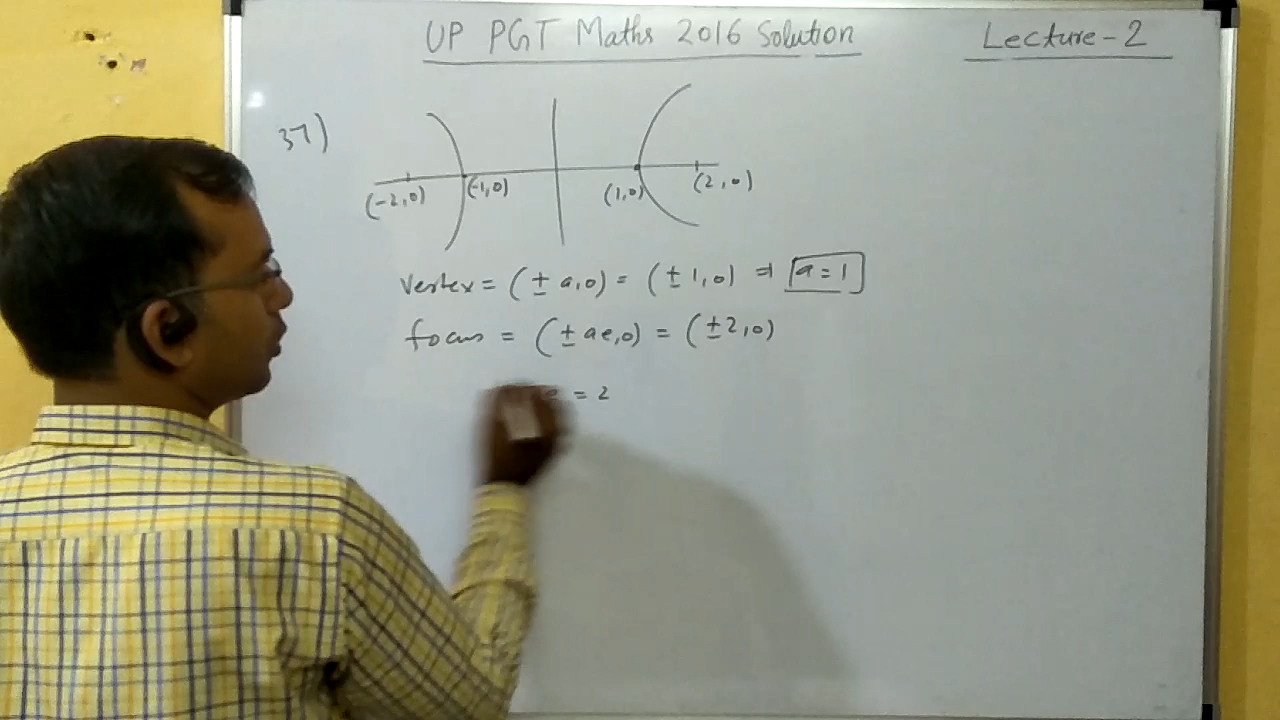 UP PGT Maths 2016 Solution
Lecture-2
37)
(-2,0) (-1,0) (1,0) (2,0)
Vertex = (± a,0) = (± 1,0) ⇒ a = 1
focus = (± ae,0) = (±2,0)
= 2